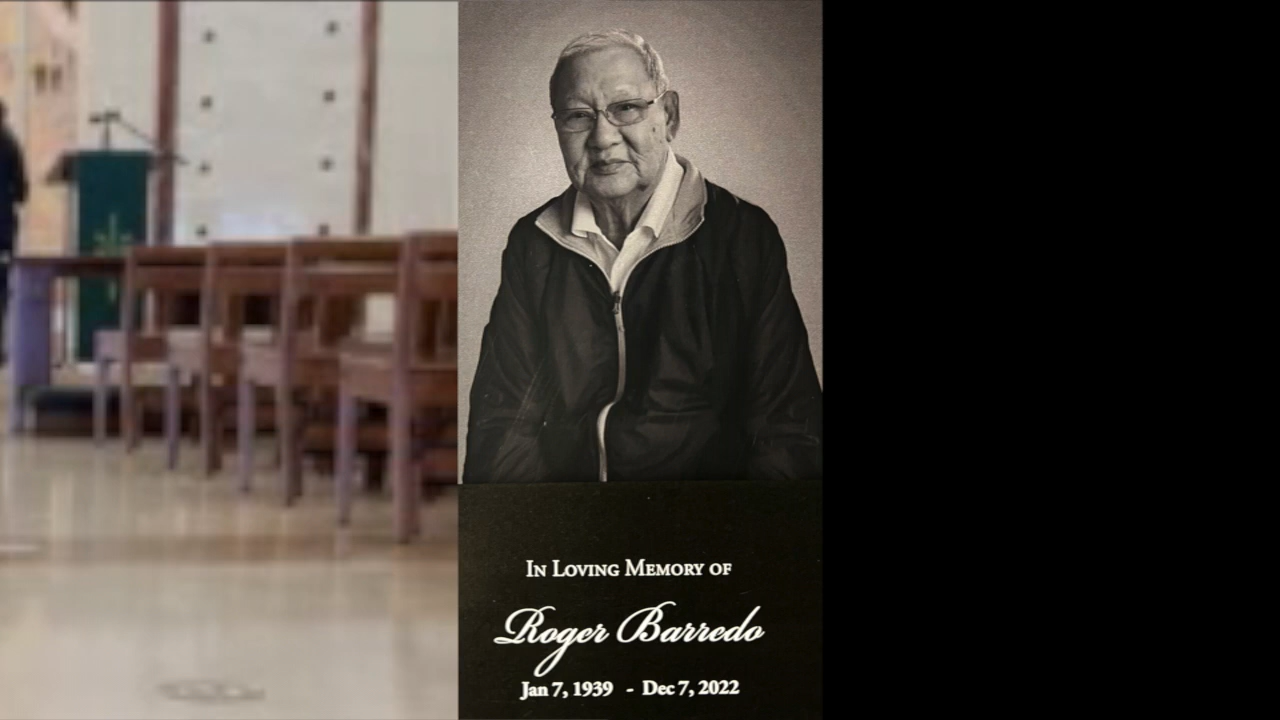 In Loving Memory of
Roger Barredo
Jan 7, 1939 - Dec 7, 2022